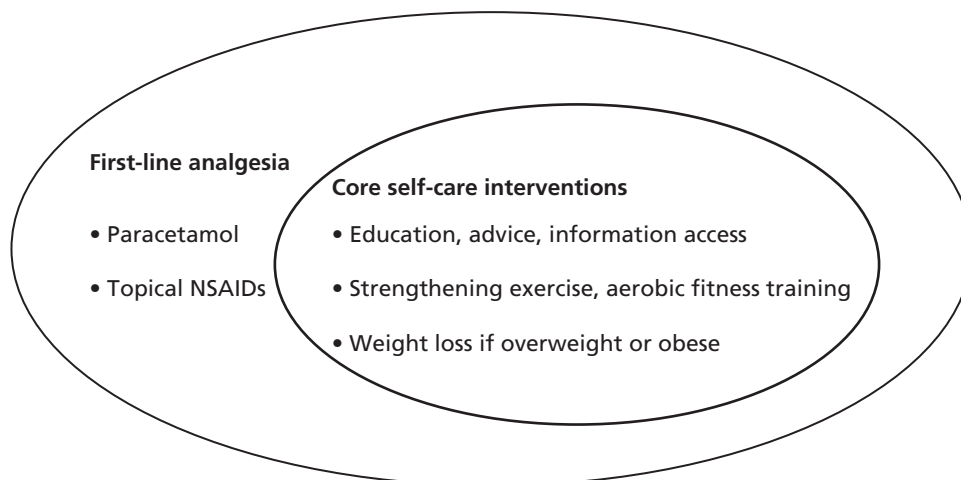 First-line analgesia
• Paracetamol
• Topical NSAIDs
Core self-care interventions
• Education, advice, information access
• Strengthening exercise, aerobic fitness training
• Weight loss if overweight or obese